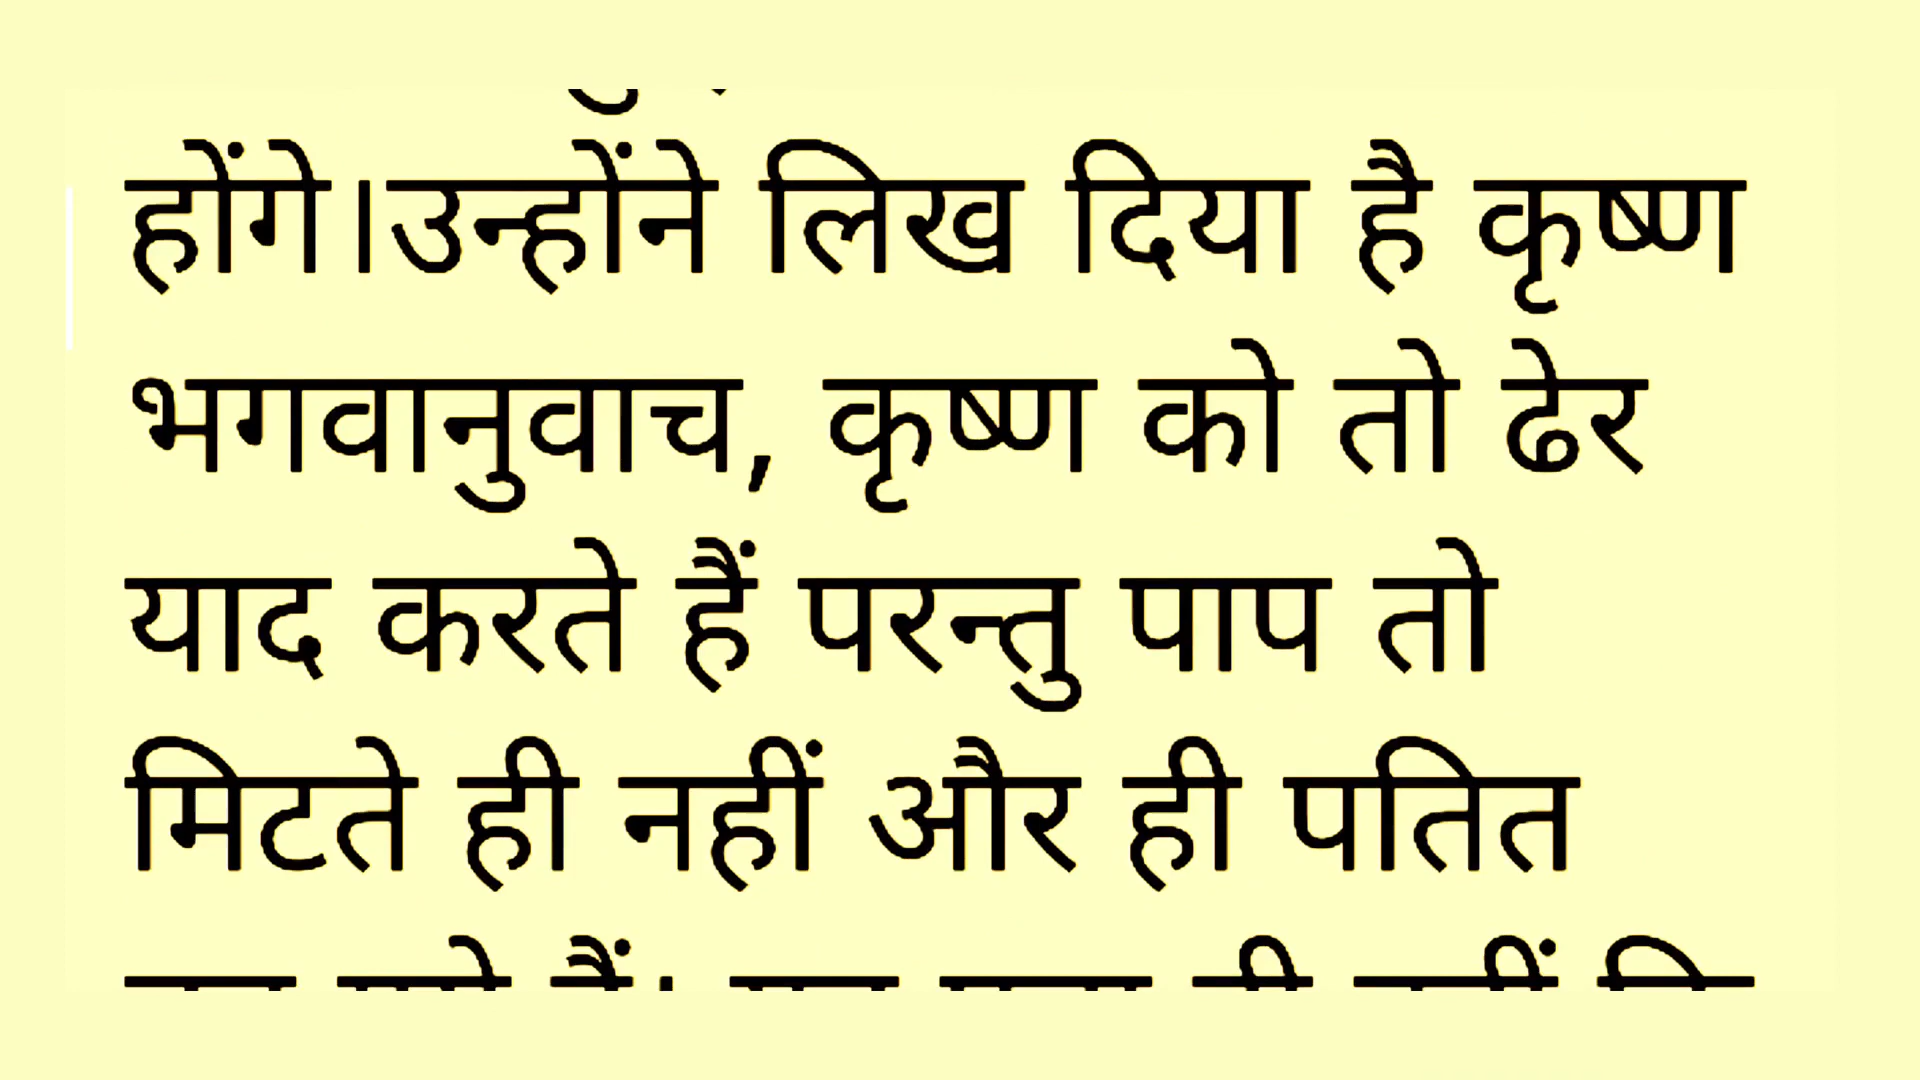 होंगे।उन्होंने लिख दिया है कृष्ण
भगवानुवाच, कृष्ण को तो ढेर
याद करते हैं परन्तु पाप तो
मिटते ही नहीं और ही पतित